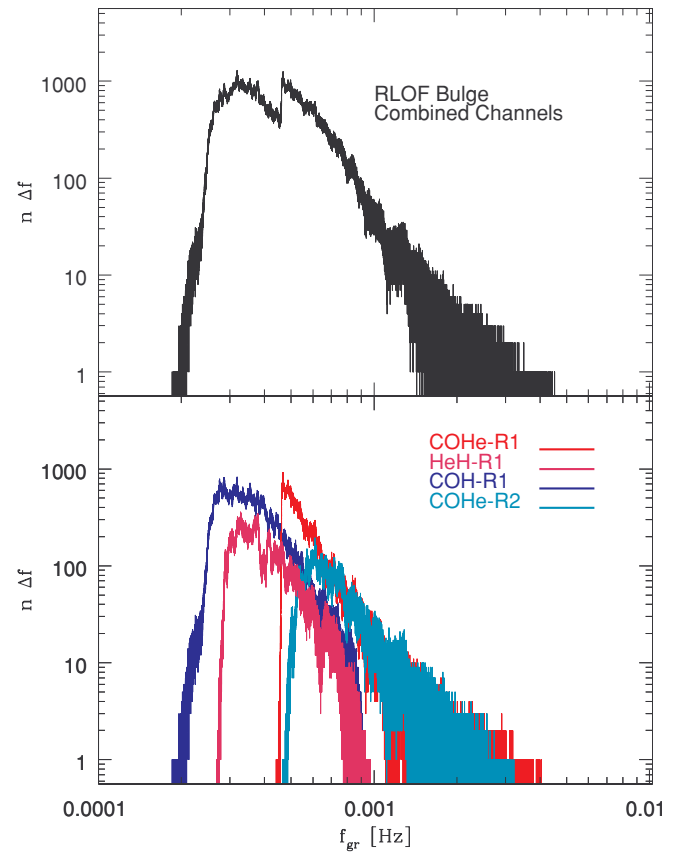 1000
100
10
1
n Δf
RLOF Bulge
Combined Channels
1000
100
10
1
n Δf
COHe-R1
HeH-R1
COH-R1
COHe-R2
0.0001
0.001
0.01
f_gr [Hz]